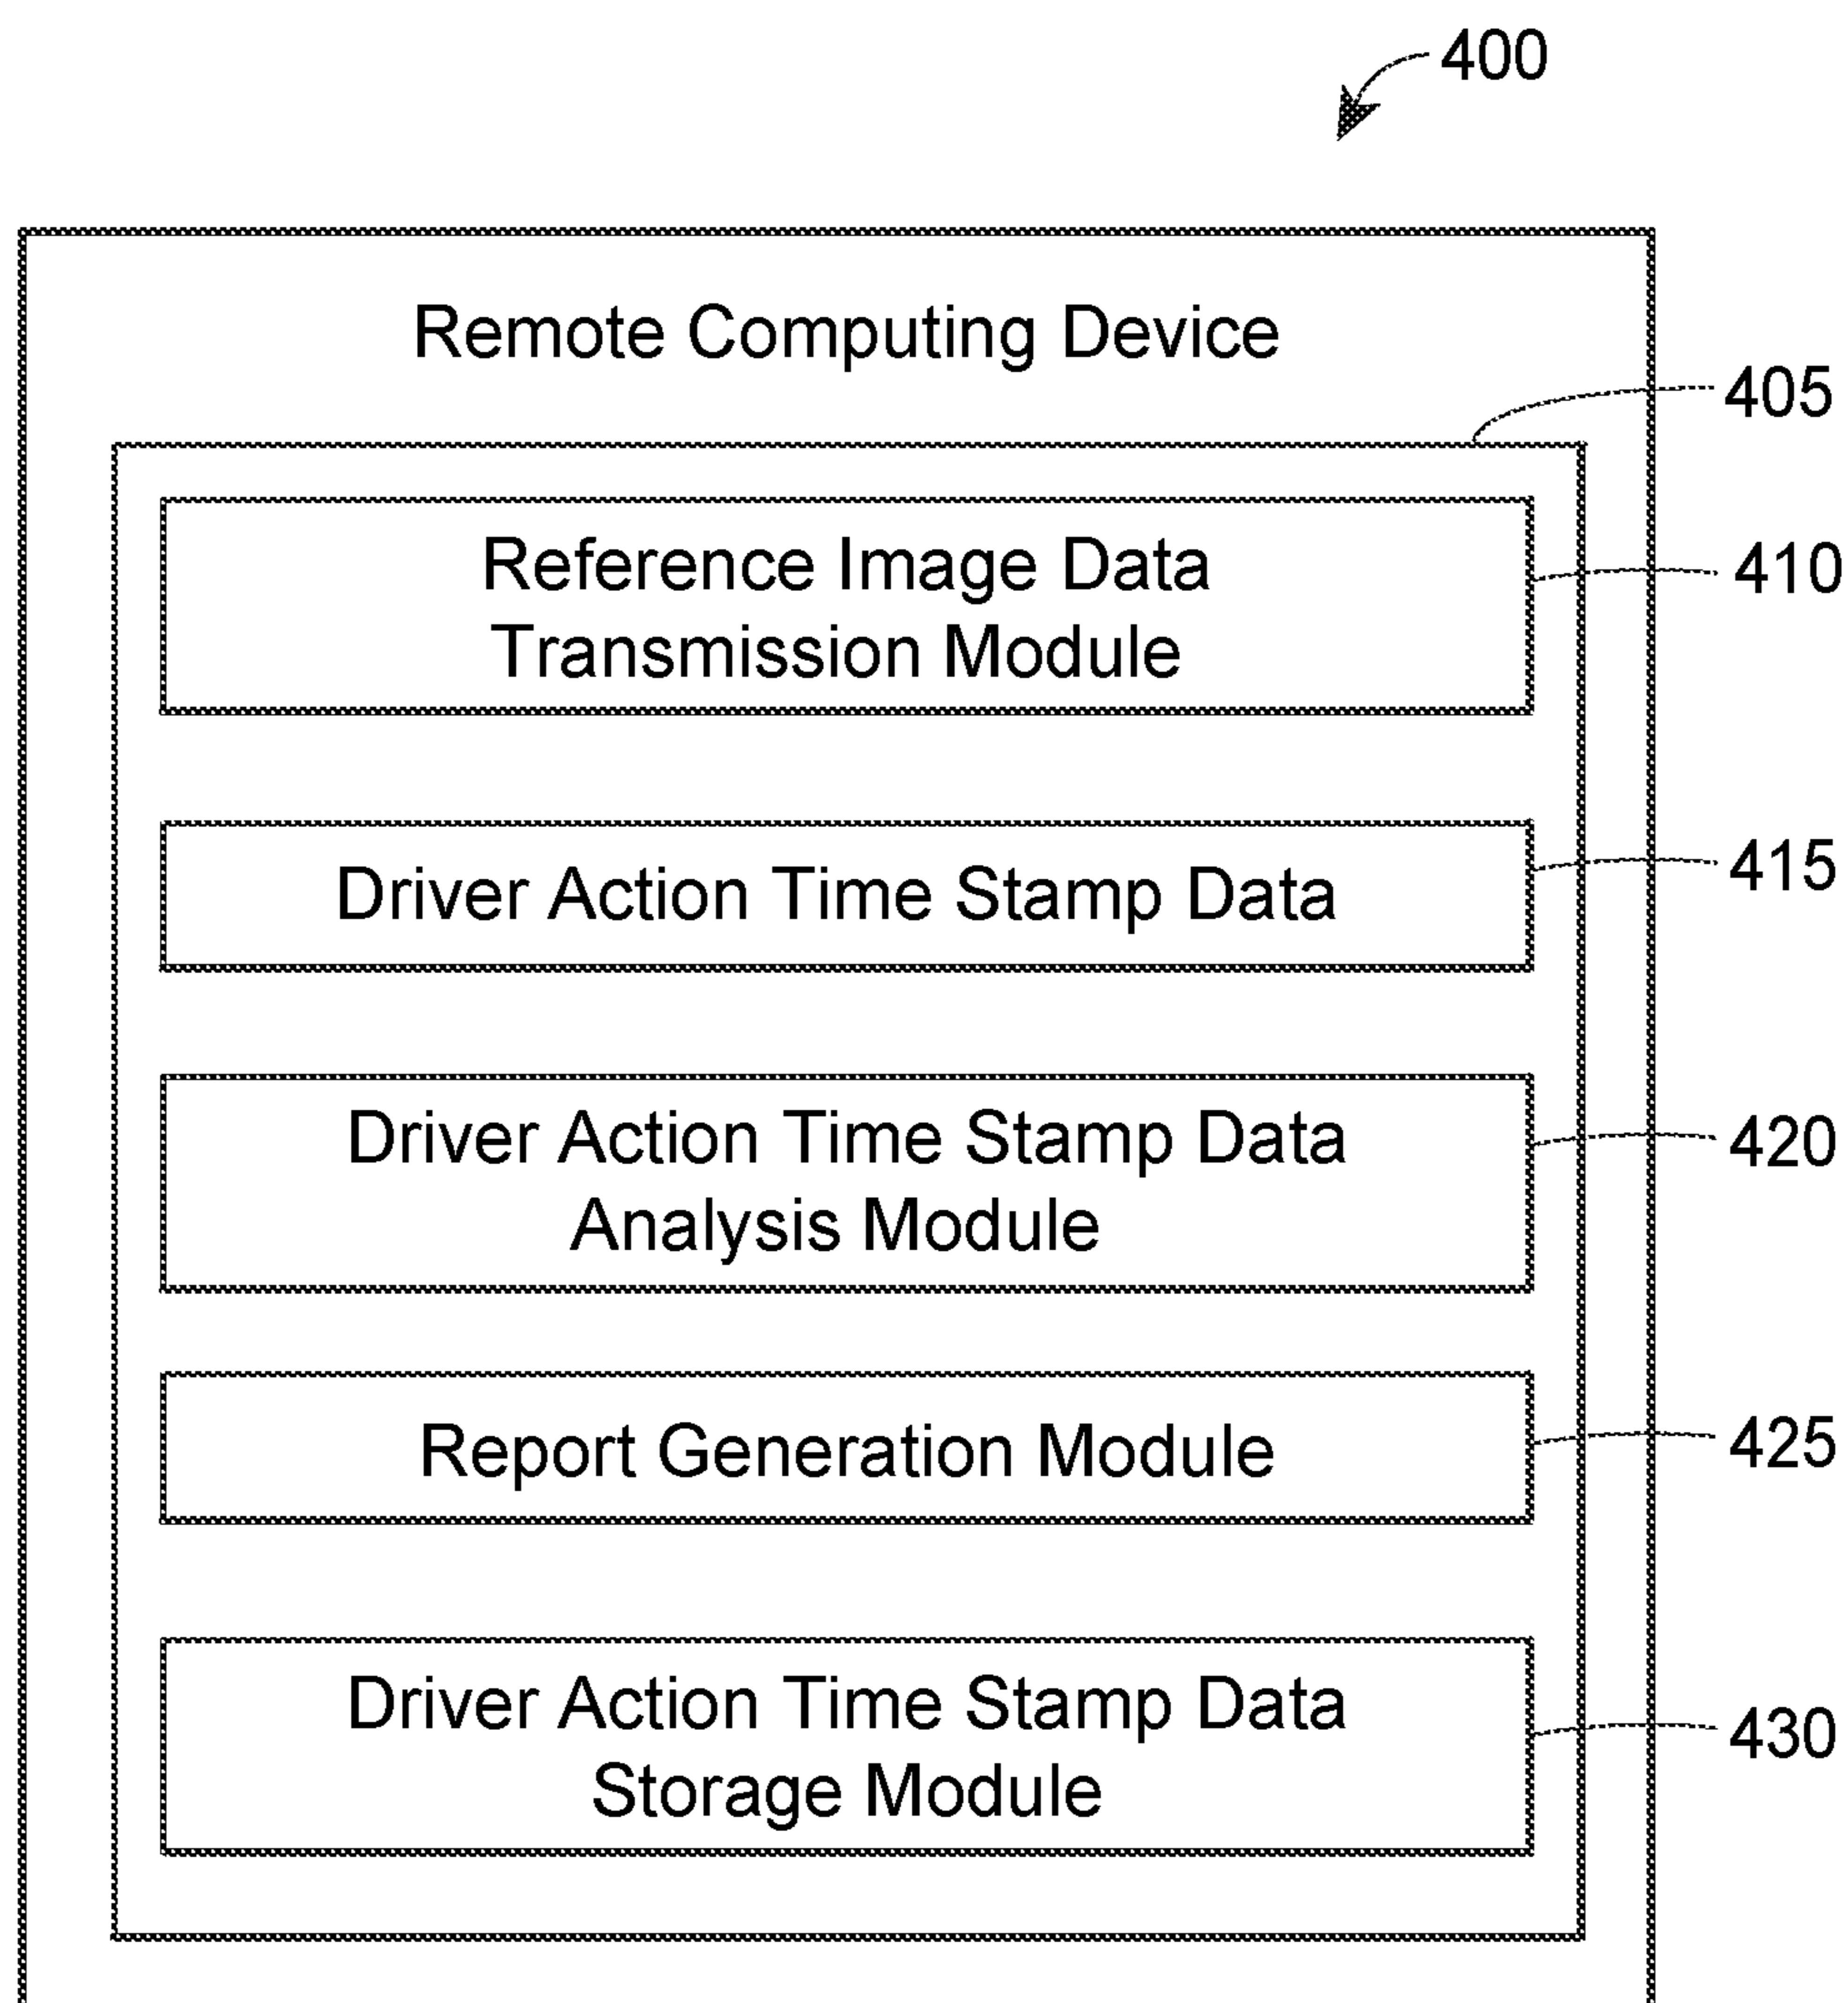 400
Remote Computing Device
405
Reference Image Data
Transmission Module
410
Driver Action Time Stamp Data
415
Driver Action Time Stamp Data
Analysis Module
420
Report Generation Module
425
Driver Action Time Stamp Data
Storage Module
430